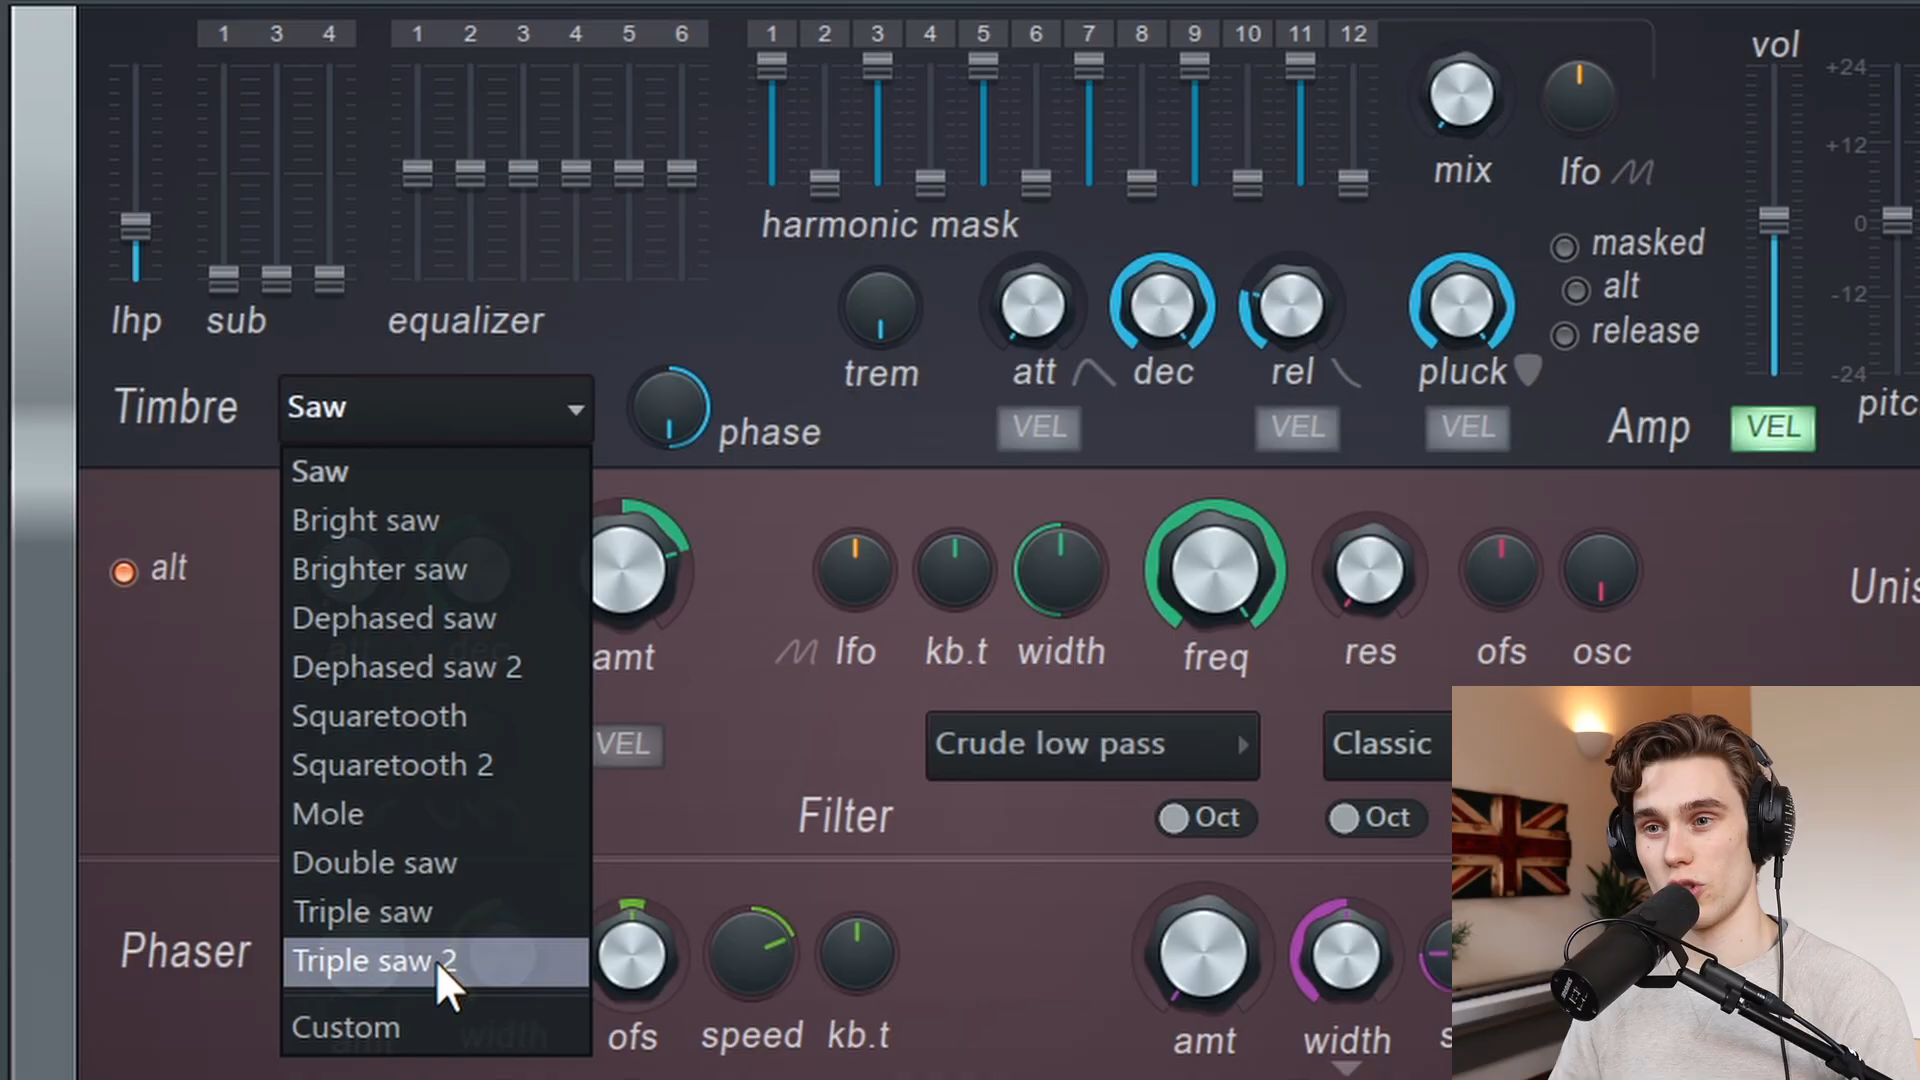 1 3 4
1 2 3 4 5 6
1 2 3 4 5 6 7 8 9 10 11 12
vol
+24
+12
0
-12
-24
mix
lfo
harmonic mask
masked
alt
release
lhp
sub
equalizer
trem
att
dec
rel
pluck
Timbre
Saw
phase
VEL
VEL
VEL
Amp
VEL
pitc
Saw
Bright saw
Brighter saw
Dephased saw
Dephased saw 2
Squaretooth
Squaretooth 2
Mole
Double saw
Triple saw
Triple saw 2
Custom
alt
amt
lfo
kb.t
width
freq
res
ofs
osc
Unis
VEL
Crude low pass
Classic
Filter
Oct
Oct
Phaser
ofs
speed
kb.t
amt
width
s